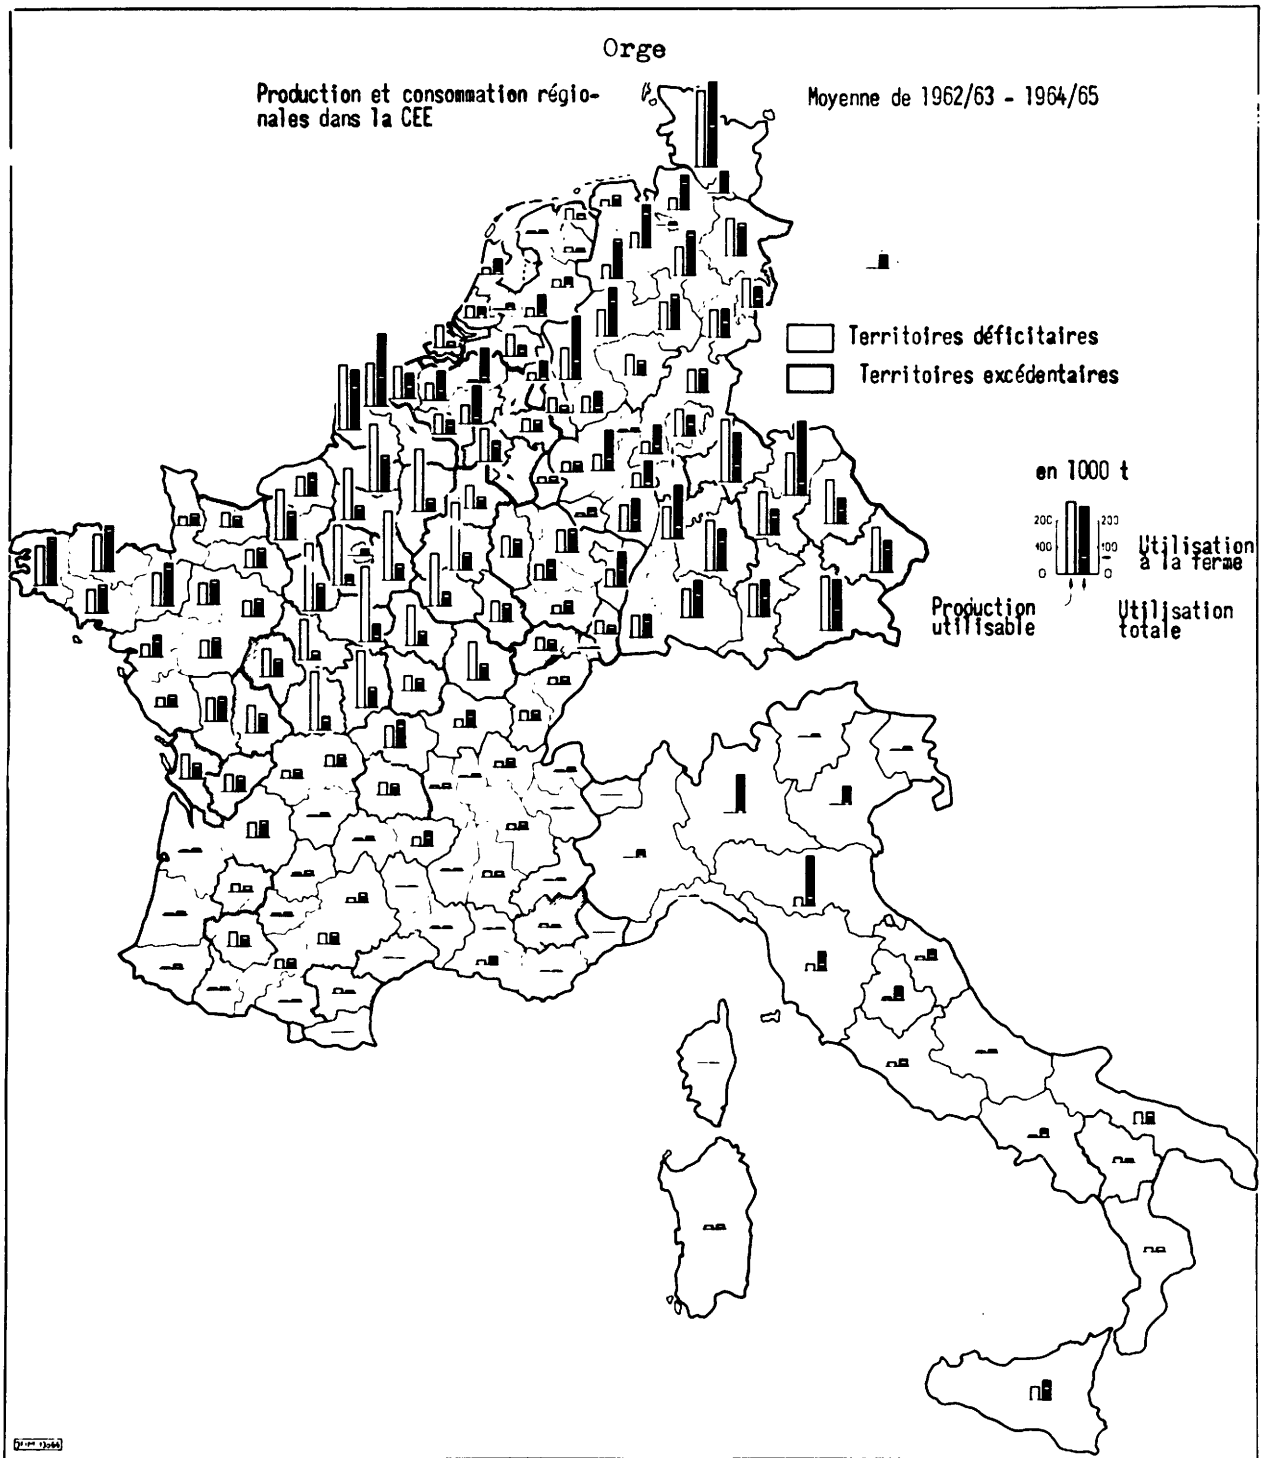 Orge
Production et consommation régio-
nales dans la CEE
Moyenne de 1962/63 - 1964/65
Territoires déficitaires
Territoires excédentaires
en 1000 t
200 200
100 100
0 0
Utilisation
à la ferme
Production
utilisable
Utilisation
totale